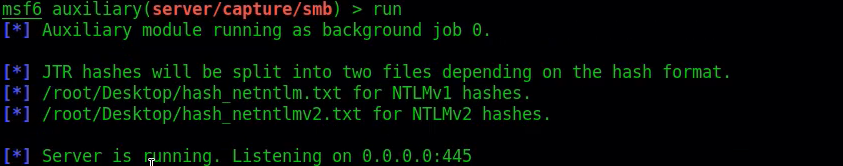 msf6 auxiliary(server/capture/smb) > run
[*] Auxiliary module running as background job 0.
[*] JTR hashes will be split into two files depending on the hash format.
[*] /root/Desktop/hash_netntlm.txt for NTLMv1 hashes.
[*] /root/Desktop/hash_netntlmv2.txt for NTLMv2 hashes.
[*] Server is running. Listening on 0.0.0.0:445